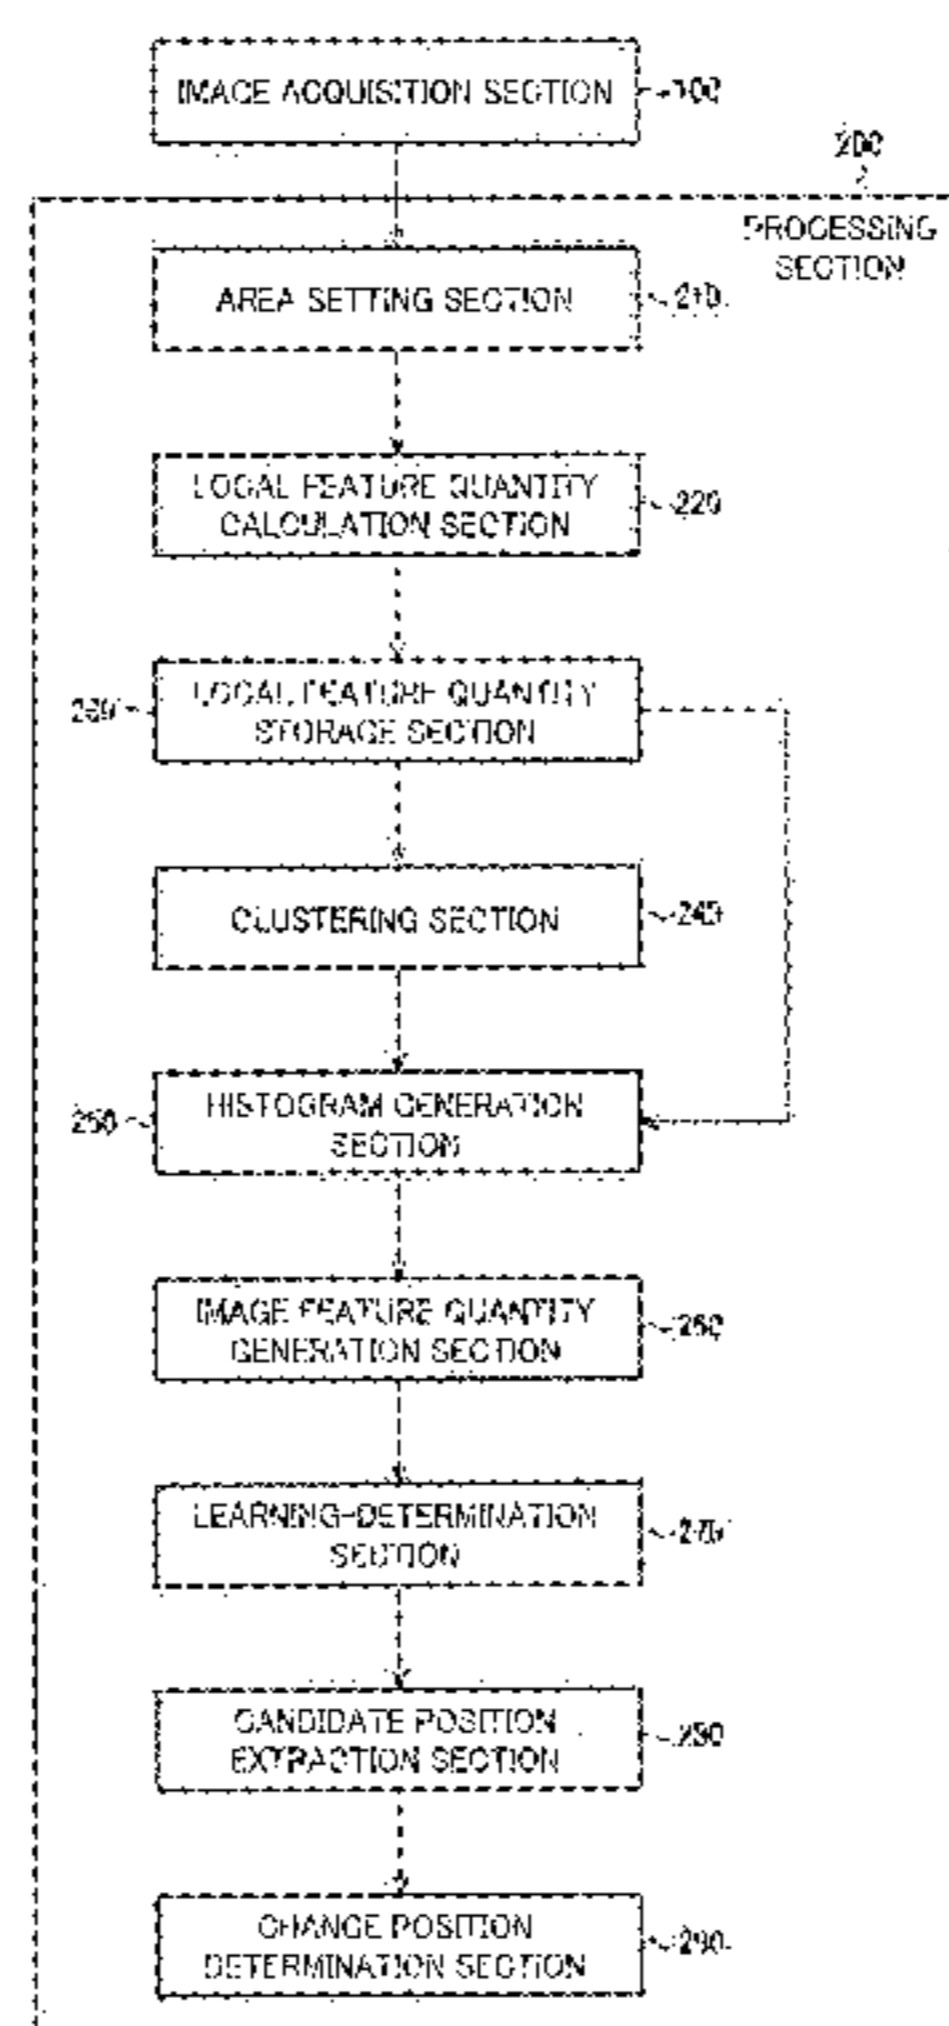 IMAGE ACQUISITION SECTION
100
200
PROCESSING
SECTION
AREA SETTING SECTION
210
LOCAL FEATURE QUANTITY
CALCULATION SECTION
220
LOCAL FEATURE QUANTITY
STORAGE SECTION
CLUSTERING SECTION
240
HISTOGRAM GENERATION
SECTION
250
IMAGE FEATURE QUANTITY
GENERATION SECTION
260
LEARNING-DETERMINATION
SECTION
270
CANDIDATE POSITION
EXTRACTION SECTION
CHANGE POSITION
DETERMINATION SECTION
290